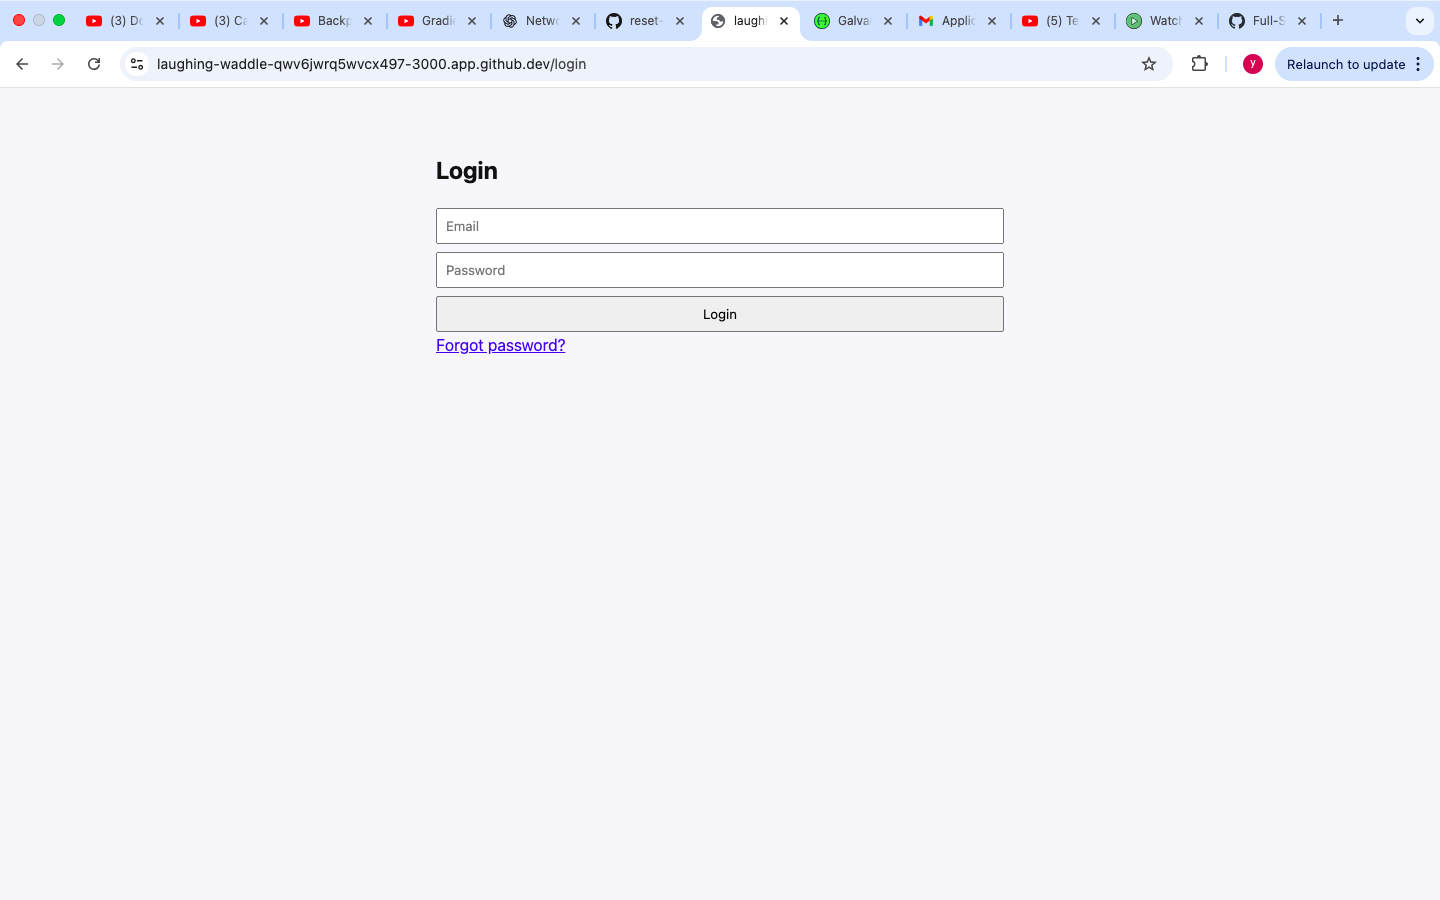 (3) Do
(3) Ca
Backp
Gradie
Netwo
reset-
laughi
Galva
Applic
(5) Te
Watch
Full-S
laughing-waddle-qwv6jwrq5wvcx497-3000.app.github.dev/login
y
Relaunch to update
Login
Email
Password
Login
Forgot password?